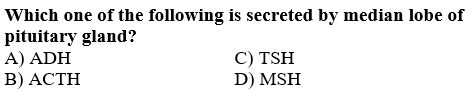 Which one of the following is secreted by median lobe of
pituitary gland?
A) ADH C) TSH
B) ACTH D) MSH